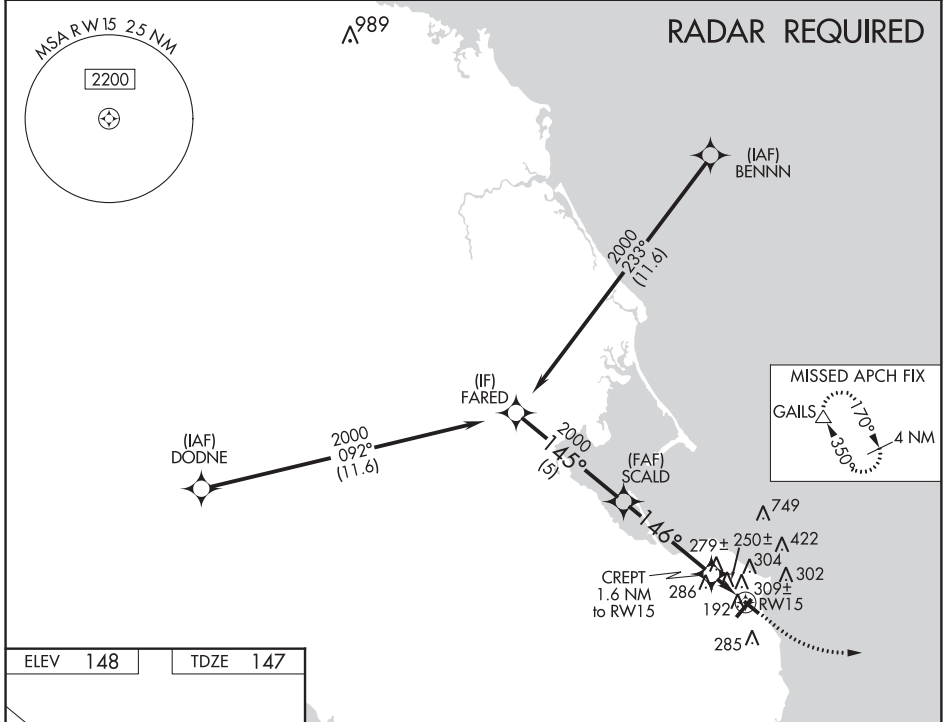 MSA RW 15 25 NM
2200
989
RADAR REQUIRED
(IAF)
BENNN
2000
233°
(11.6)
(IF)
FARED
MISSED APCH FIX
GAILS
170°
4 NM
350°
(IAF)
DODNE
2000
092°
(11.6)
2000
145°
(5)
(FAF)
SCALD
146°
749
279±
250±
422
304
302
CREPT
1.6 NM
to RW15
286
309±
192
RW15
285
ELEV 148
TDZE 147